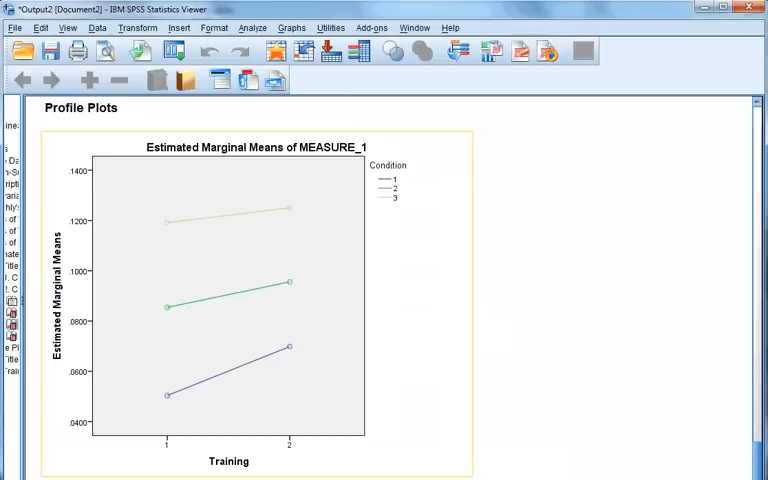 *Output2 [Document2] - IBM SPSS Statistics Viewer
File Edit View Data Transform Insert Format Analyze Graphs Utilities Add-ons Window Help
Profile Plots
Estimated Marginal Means of MEASURE_1
Condition
1
2
3
.1400
.1200
.1000
.0800
.0600
.0400
Estimated Marginal Means
1 2
Training